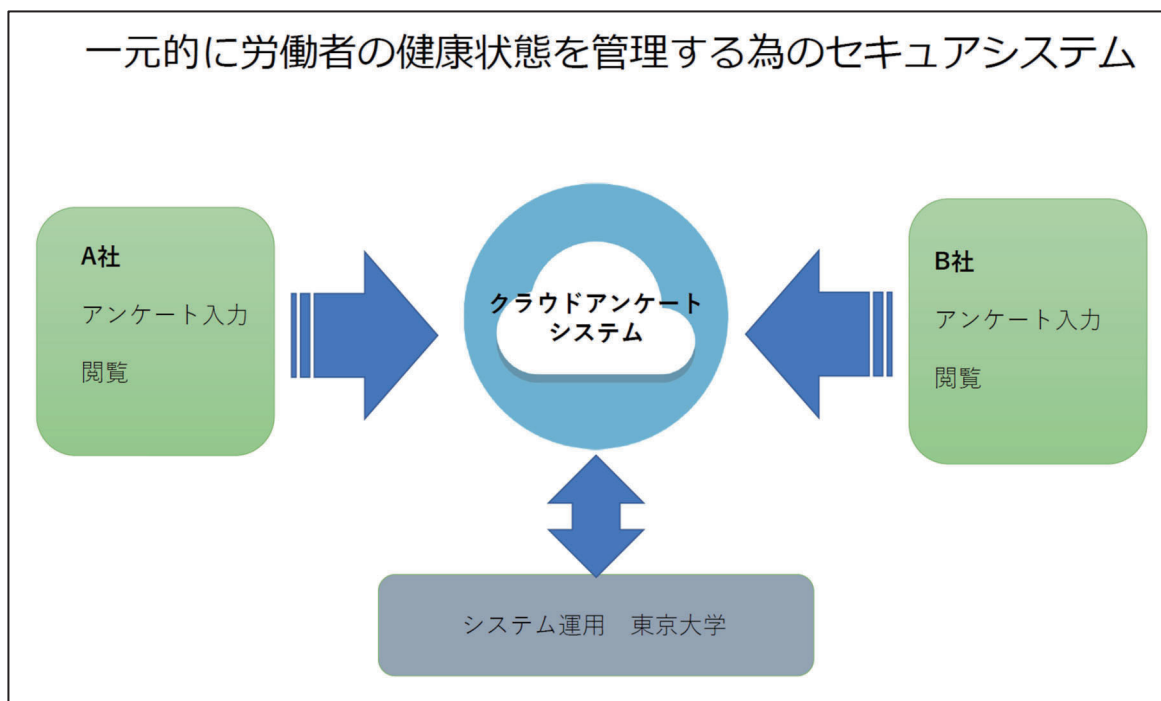 一元的に労働者の健康状態を管理する為のセキュアシステム
A社
アンケート入力
閲覧
クラウドアンケート
システム
B社
アンケート入力
閲覧
システム運用　東京大学